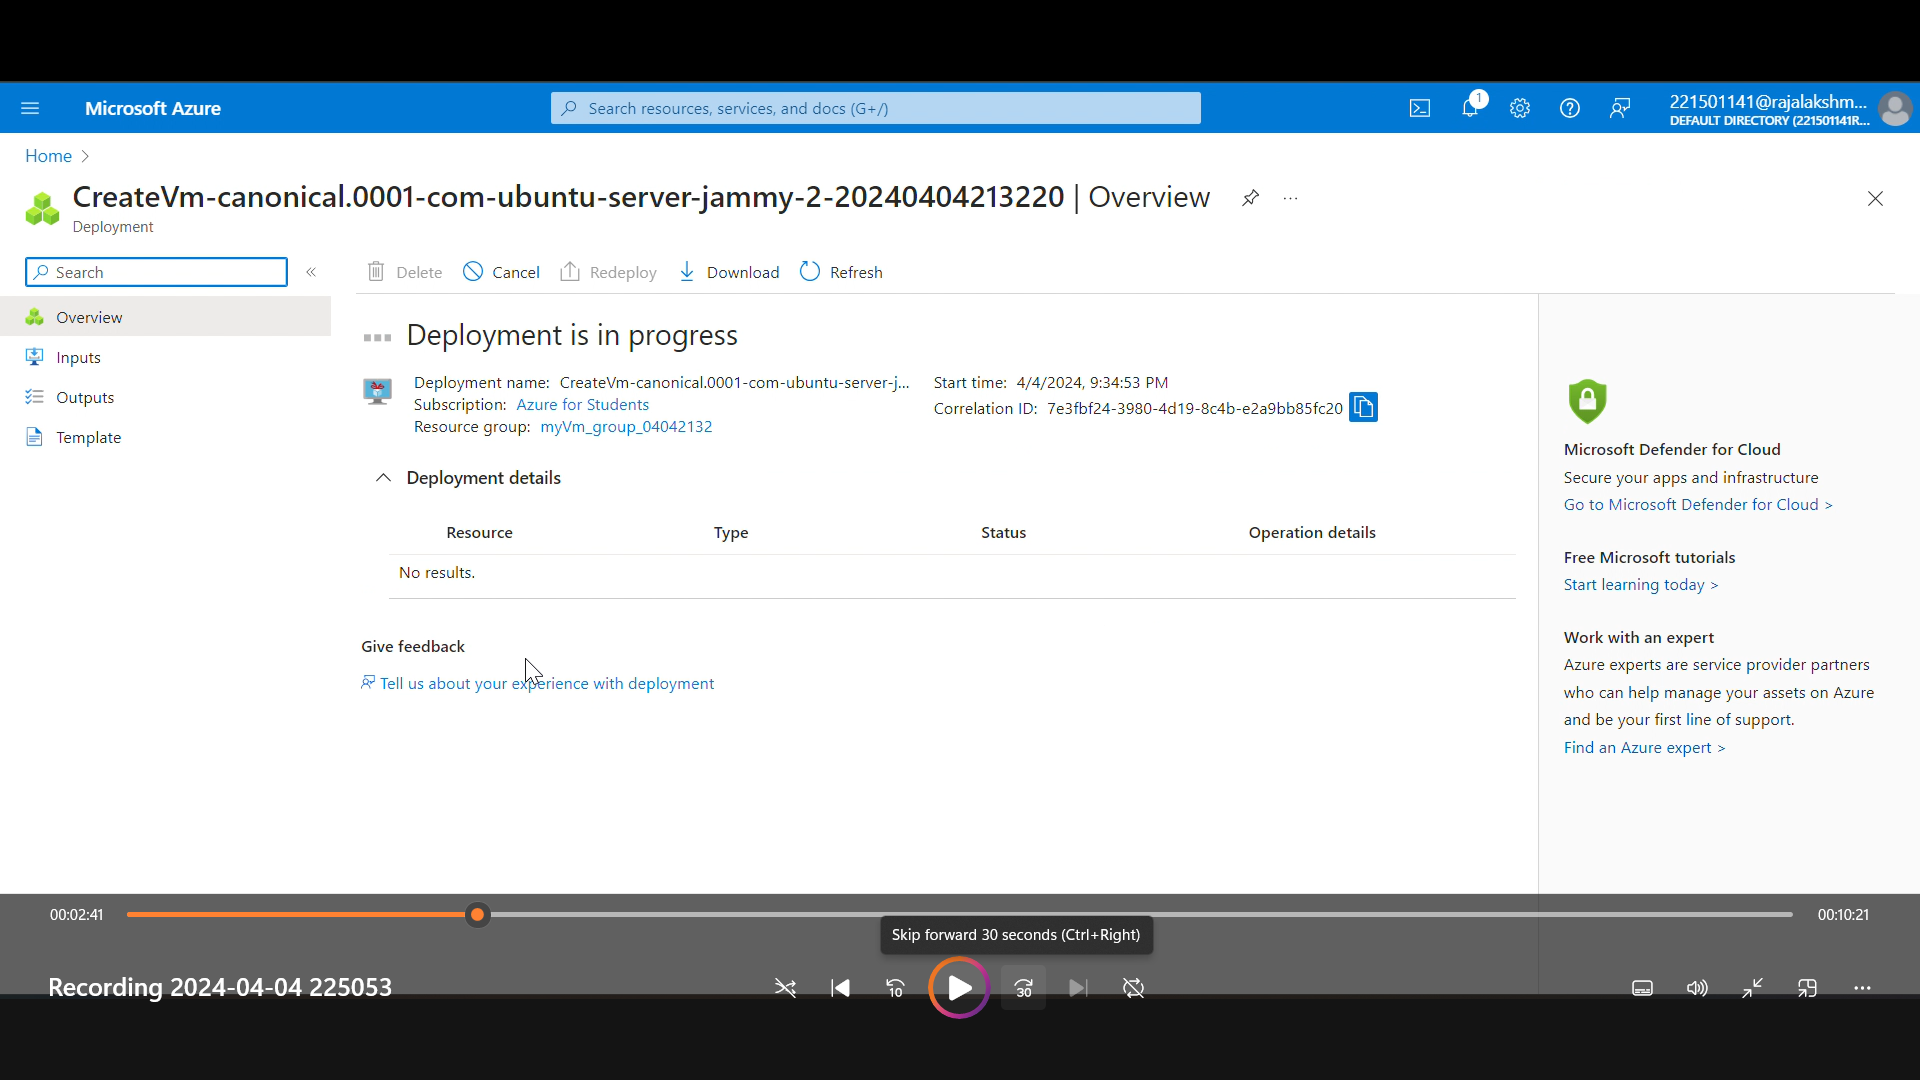 Microsoft Azure
Search resources, services, and docs (G+/)
1
221501141@rajalakshm...
DEFAULT DIRECTORY (221501141R...
Home
CreateVm-canonical.0001-com-ubuntu-server-jammy-2-20240404213220 | Overview
Deployment
Search
Delete
Cancel
Redeploy
Download
Refresh
Overview
Inputs
Outputs
Template
Deployment is in progress
Deployment name: CreateVm-canonical.0001-com-ubuntu-server-j...
Subscription: Azure for Students
Resource group: myVm_group_04042132
Start time: 4/4/2024, 9:34:53 PM
Correlation ID: 7e3fbf24-3980-4d19-8c4b-e2a9bb85fc20
Deployment details
Resource Type Status Operation details
No results.
Give feedback
Tell us about your experience with deployment
Microsoft Defender for Cloud
Secure your apps and infrastructure
Go to Microsoft Defender for Cloud >
Free Microsoft tutorials
Start learning today >
Work with an expert
Azure experts are service provider partners
who can help manage your assets on Azure
and be your first line of support.
Find an Azure expert >
00:02:41
00:10:21
Skip forward 30 seconds (Ctrl+Right)
Recording 2024-04-04 225053
10
30